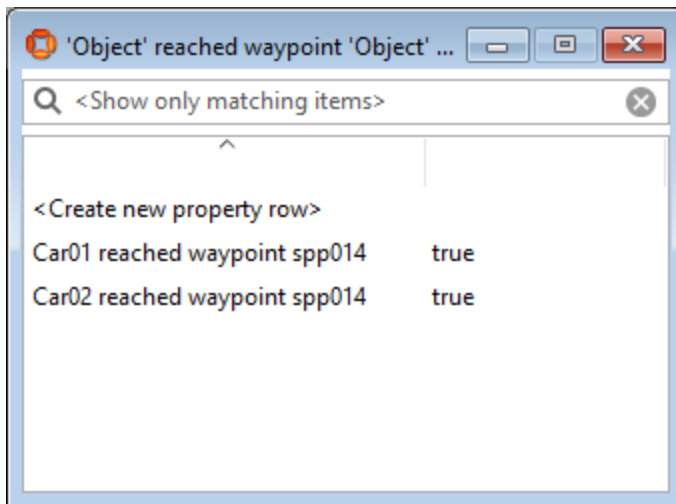 'Object' reached waypoint 'Object' ...
<Show only matching items>
<Create new property row>
Car01 reached waypoint spp014 true
Car02 reached waypoint spp014 true